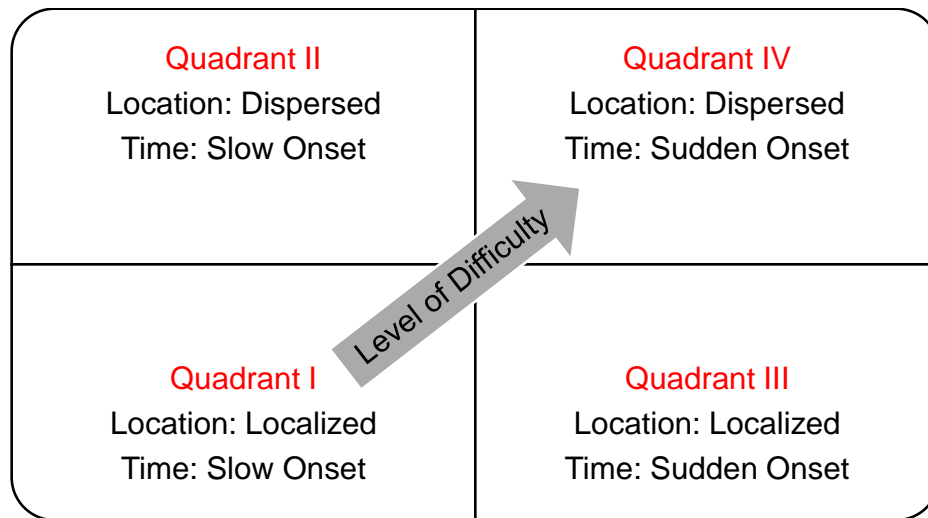 Quadrant II
Location: Dispersed
Time: Slow Onset
Quadrant IV
Location: Dispersed
Time: Sudden Onset
Level of Difficulty
Quadrant I
Location: Localized
Time: Slow Onset
Quadrant III
Location: Localized
Time: Sudden Onset